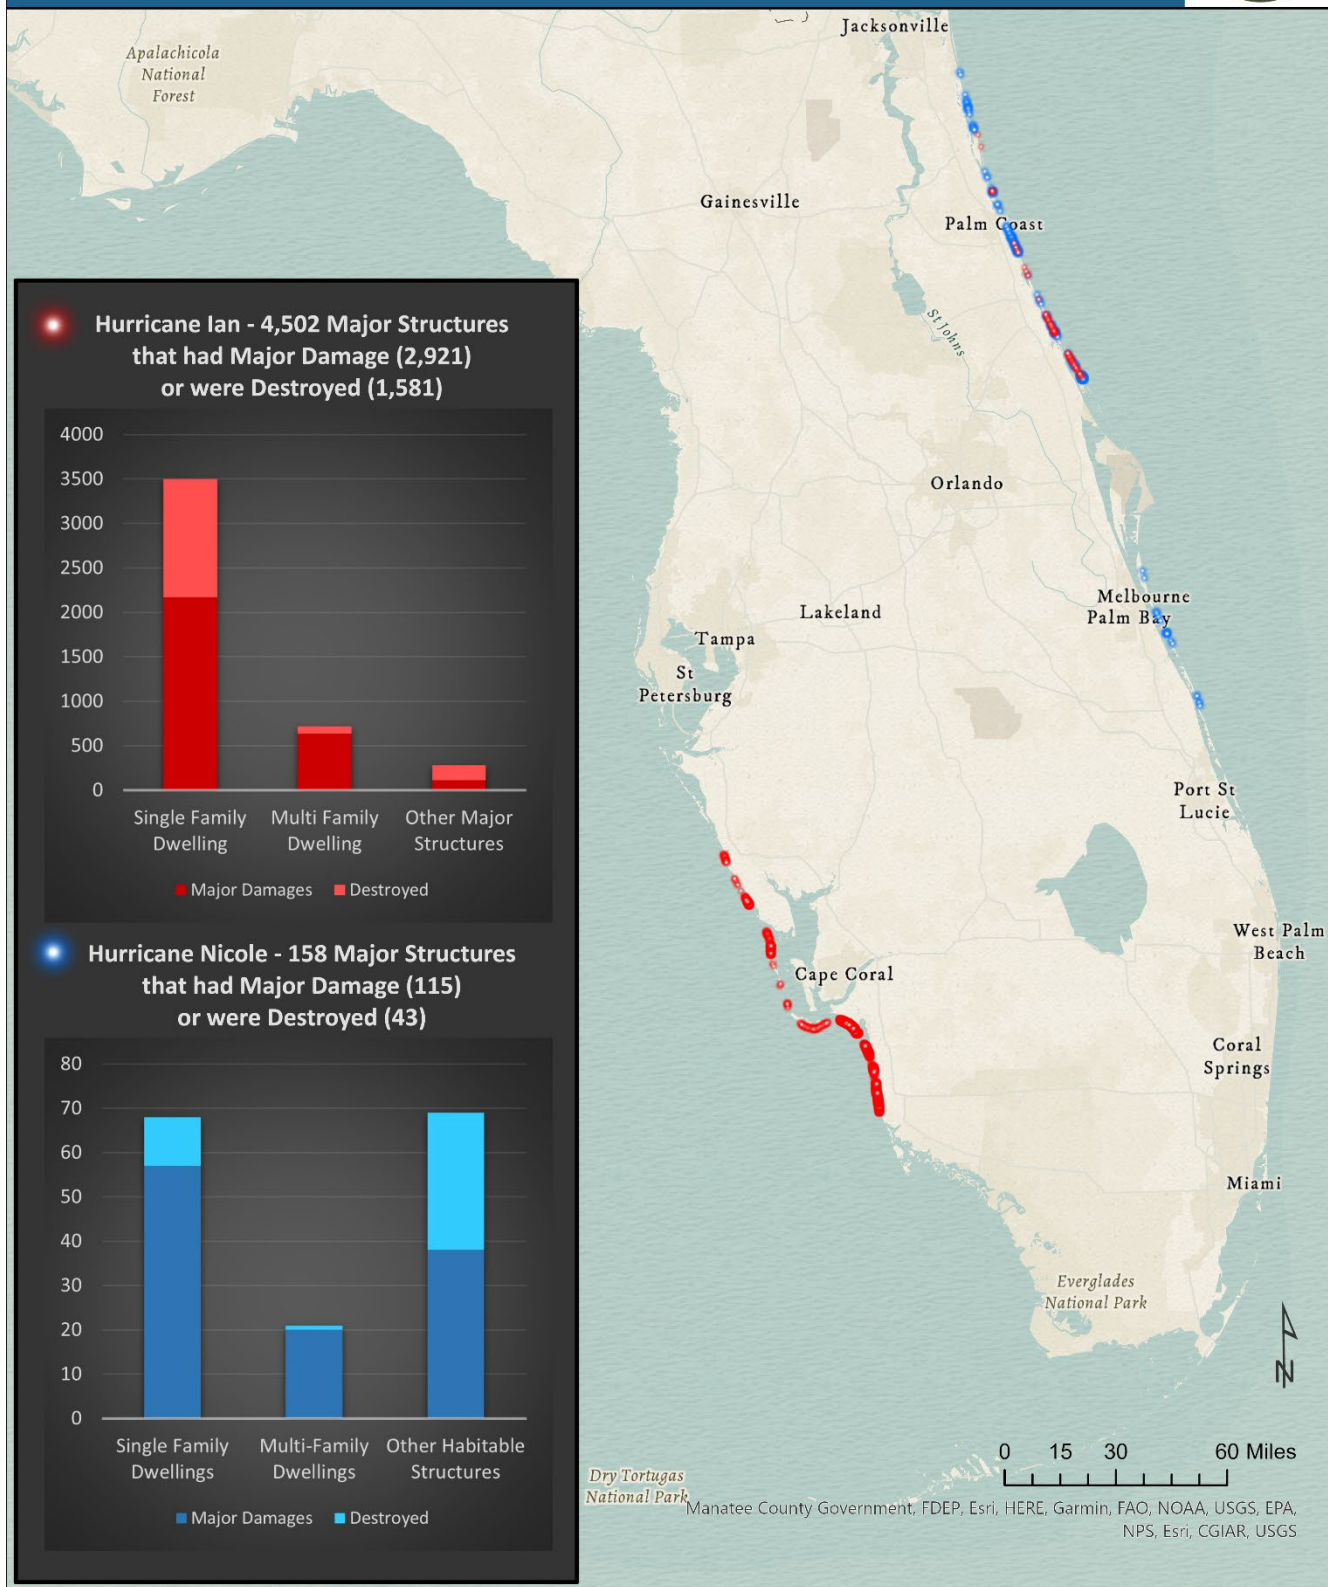 Jacksonville
Apalachicola
National
Forest
Gainesville
Palm Coast
St Johns
Orlando
Melbourne
Palm Bay
Lakeland
Tampa
St
Petersburg
Port St
Lucie
West Palm
Beach
Cape Coral
Coral
Springs
Miami
Everglades
National Park
Dry Tortugas
National Park
Hurricane Ian - 4,502 Major Structures
that had Major Damage (2,921)
or were Destroyed (1,581)
4000
3500
3000
2500
2000
1500
1000
500
0
Single Family
Dwelling
Multi Family
Dwelling
Other Major
Structures
Major Damages
Destroyed
Hurricane Nicole - 158 Major Structures
that had Major Damage (115)
or were Destroyed (43)
80
70
60
50
40
30
20
10
0
Single Family
Dwellings
Multi-Family
Dwellings
Other Habitable
Structures
Major Damages
Destroyed
N
0 15 30 60 Miles
Manatee County Government, FDEP, Esri, HERE, Garmin, FAO, NOAA, USGS, EPA,
NPS, Esri, CGIAR, USGS